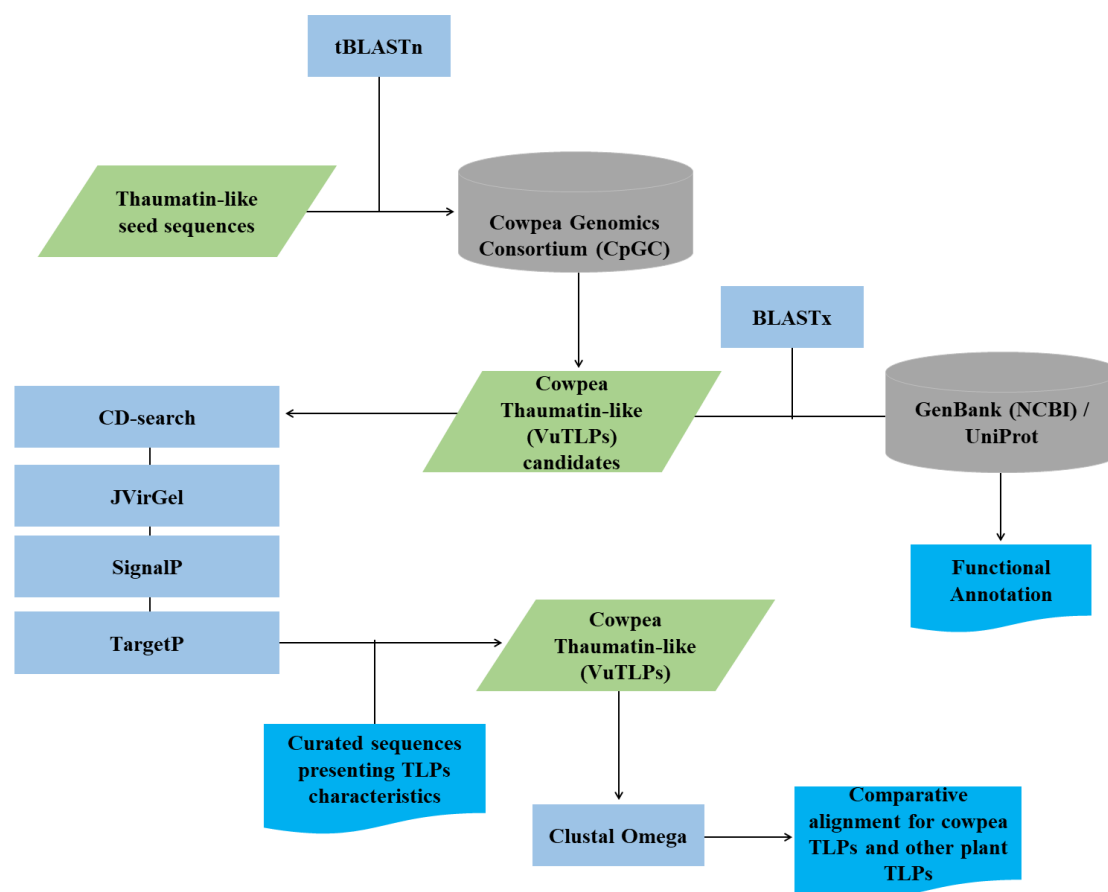 tBLASTn
Thaumatin-like
seed sequences
Cowpea Genomics
Consortium (CpGC)
BLASTx
Cowpea
Thaumatin-like
(VuTLPs)
candidates
GenBank (NCBI) /
UniProt
CD-search
JVirGel
SignalP
TargetP
Functional
Annotation
Cowpea
Thaumatin-like
(VuTLPs)
Curated sequences
presenting TLPs
characteristics
Clustal Omega
Comparative
alignment for cowpea
TLPs and other plant
TLPs